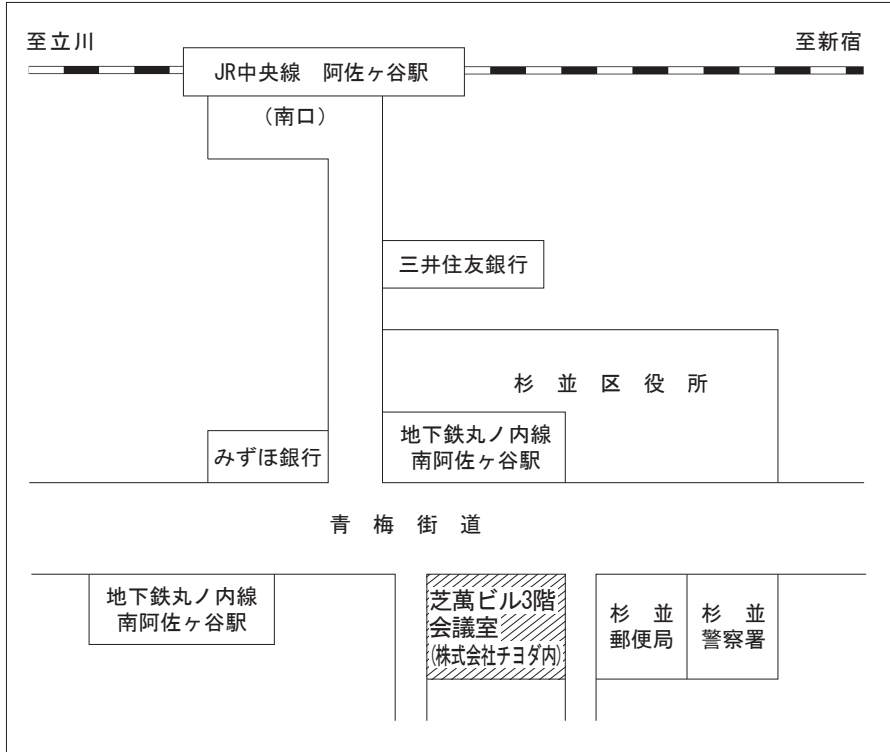 至立川
至新宿
JR中央線　阿佐ヶ谷駅
（南口）
三井住友銀行
杉 並 区 役 所
みずほ銀行
地下鉄丸ノ内線
南阿佐ヶ谷駅
青 梅 街 道
地下鉄丸ノ内線
南阿佐ヶ谷駅
芝萬ビル3階
会議室
(株式会社チヨダ内)
杉 並
郵便局
杉 並
警察署